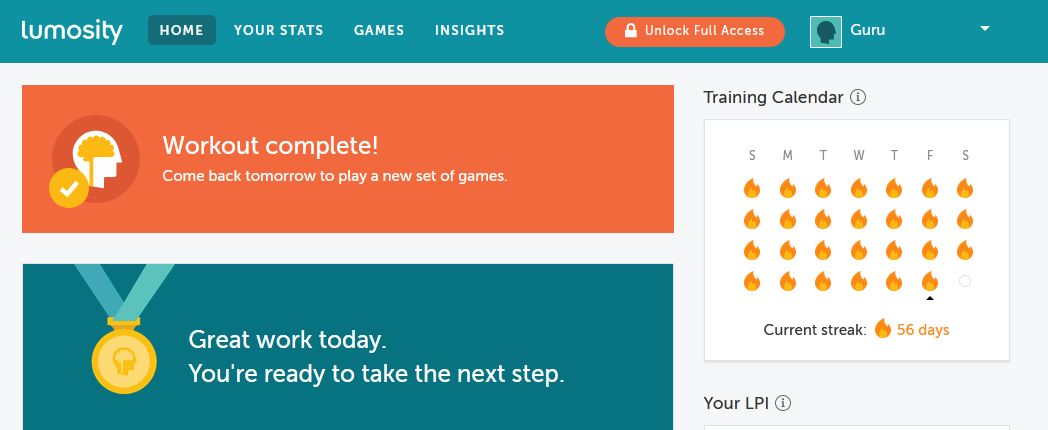 lumosity HOME YOUR STATS GAMES INSIGHTS Unlock Full Access Guru
Workout complete!
Come back tomorrow to play a new set of games.
Great work today.
You're ready to take the next step.
Training Calendar i
S M T W T F S
Current streak: 56 days
Your LPI i